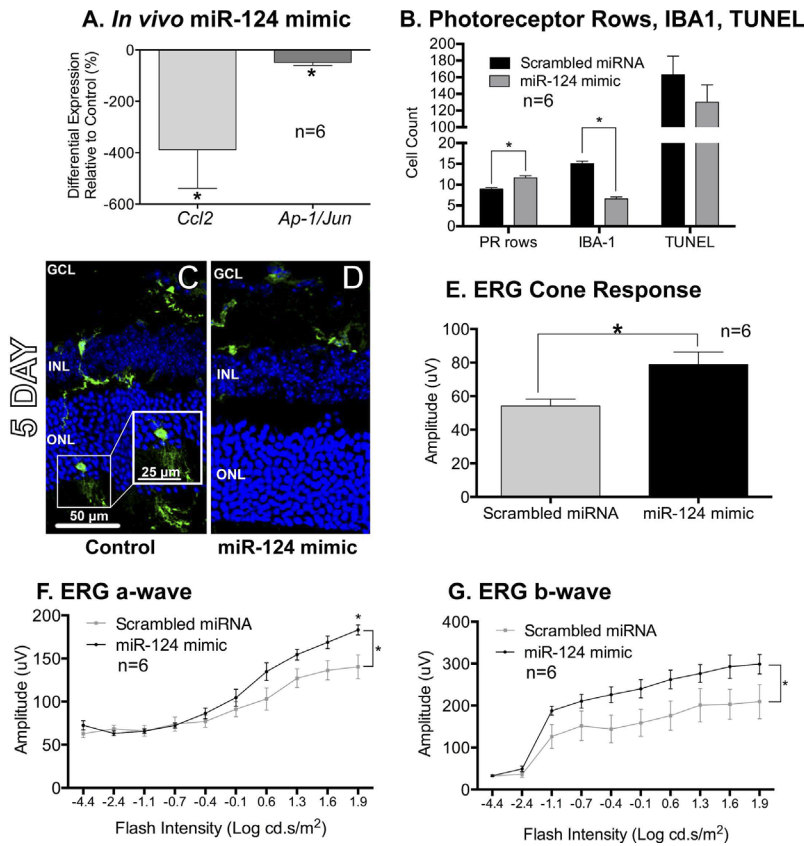 A. In vivo miR-124 mimic
Differential Expression
Relative to Control (%)
0
-200
-400
-600
*
*
n=6
Ccl2
Ap-1/Jun
B. Photoreceptor Rows, IBA1, TUNEL
Cell Count
200
180
160
140
120
100
25
20
15
10
5
0
Scrambled miRNA
miR-124 mimic
n=6
*
*
PR rows
IBA-1
TUNEL
5 DAY
GCL
C
INL
ONL
25 µm
50 µm
Control
GCL
D
INL
ONL
miR-124 mimic
E. ERG Cone Response
Amplitude (uV)
100
80
60
40
20
0
*
n=6
Scrambled miRNA
miR-124 mimic
F. ERG a-wave
Amplitude (uV)
200
150
100
50
0
Scrambled miRNA
miR-124 mimic
n=6
*
*
-4.4 -2.4 -1.1 -0.7 -0.4 -0.1 0.6 1.3 1.6 1.9
Flash Intensity (Log cd.s/m²)
G. ERG b-wave
Amplitude (uV)
400
300
200
100
0
Scrambled miRNA
miR-124 mimic
n=6
*
-4.4 -2.4 -1.1 -0.7 -0.4 -0.1 0.6 1.3 1.6 1.9
Flash Intensity (Log cd.s/m²)